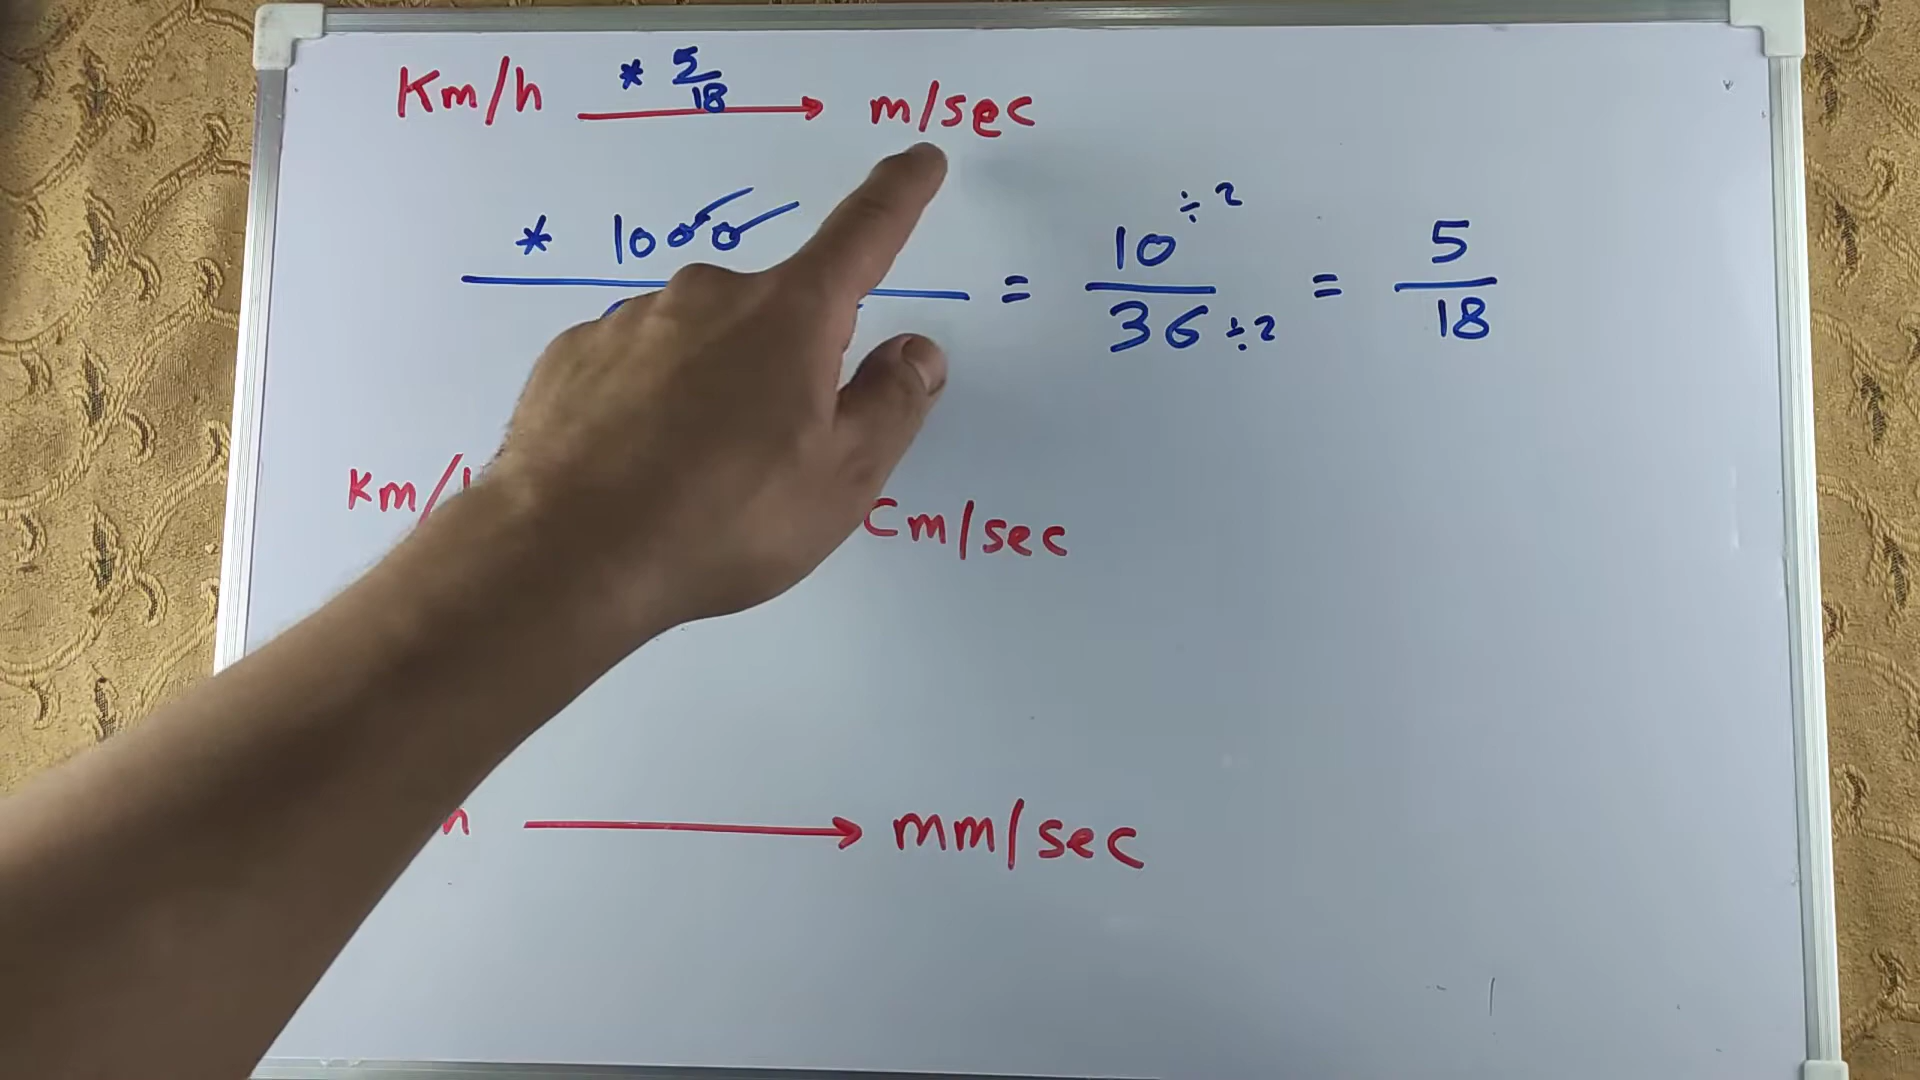 Km/h * 5/18 → m/sec
* 1000 = 10 ÷2 / 36 ÷2 = 5/18
Km/ Cm/sec
h → mm/sec